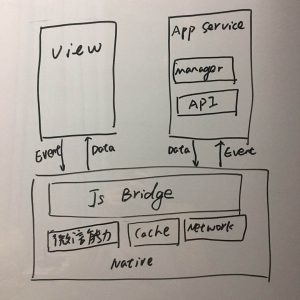 View
App Service
manager
API
Event
Data
Data
Event
Js Bridge
微信能力
Cache
Network
Native